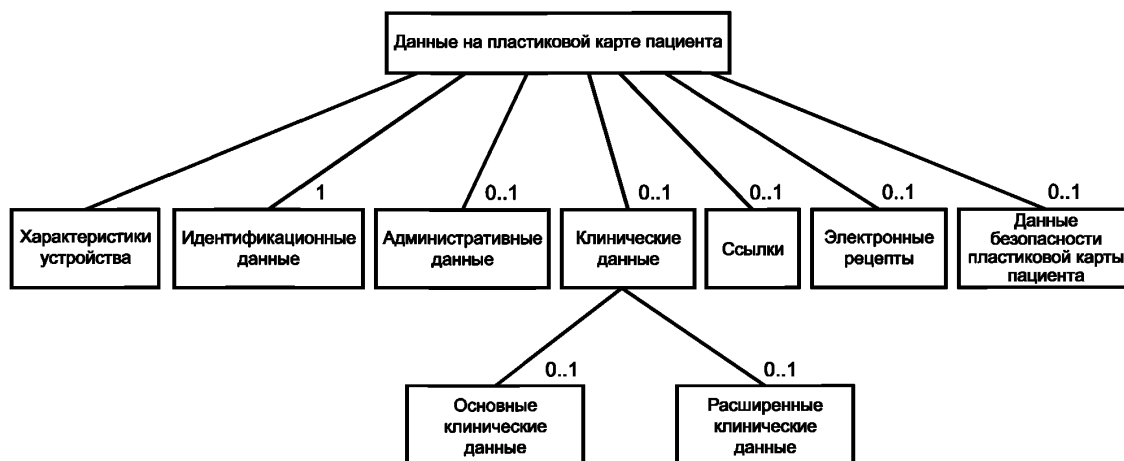 Данные на пластиковой карте пациента
1
0..1
0..1
0..1
0..1
0..1
Характеристики
устройства
Идентификационные
данные
Административные
данные
Клинические
данные
Ссылки
Электронные
рецепты
Данные
безопасности
пластиковой карты
пациента
0..1
0..1
Основные
клинические
данные
Расширенные
клинические
данные